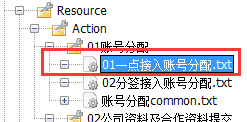 Resource
Action
01账号分配
01一点接入账号分配.txt
02分签接入账号分配.txt
账号分配common.txt
02公司资料及合作资料提交